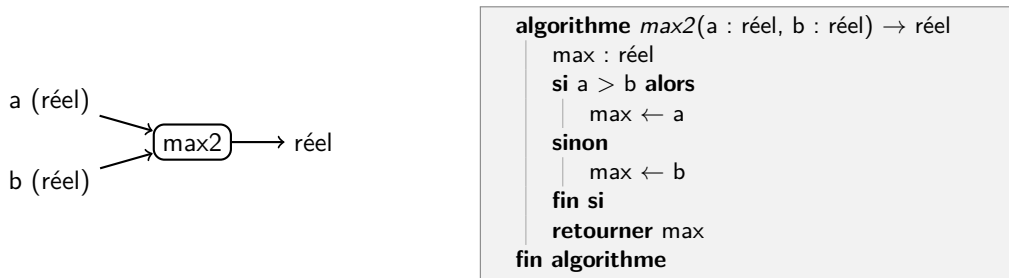 a (réel)
b (réel)
max2
réel
algorithme max2(a : réel, b : réel) → réel
max : réel
si a > b alors
max ← a
sinon
max ← b
fin si
retourner max
fin algorithme